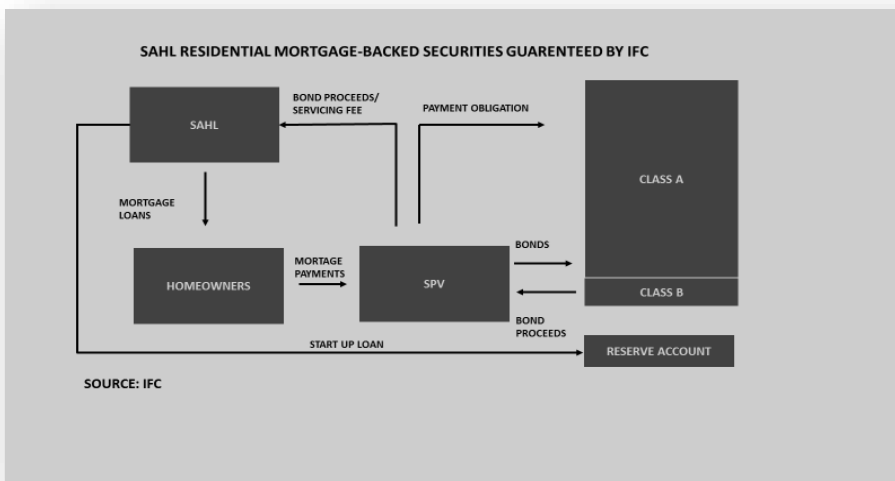 SAHL RESIDENTIAL MORTGAGE-BACKED SECURITIES GUARENTEED BY IFC
SAHL
BOND PROCEEDS/
SERVICING FEE
PAYMENT OBLIGATION
CLASS A
MORTGAGE
LOANS
HOMEOWNERS
MORTAGE
PAYMENTS
SPV
BONDS
CLASS B
BOND
PROCEEDS
START UP LOAN
RESERVE ACCOUNT
SOURCE: IFC